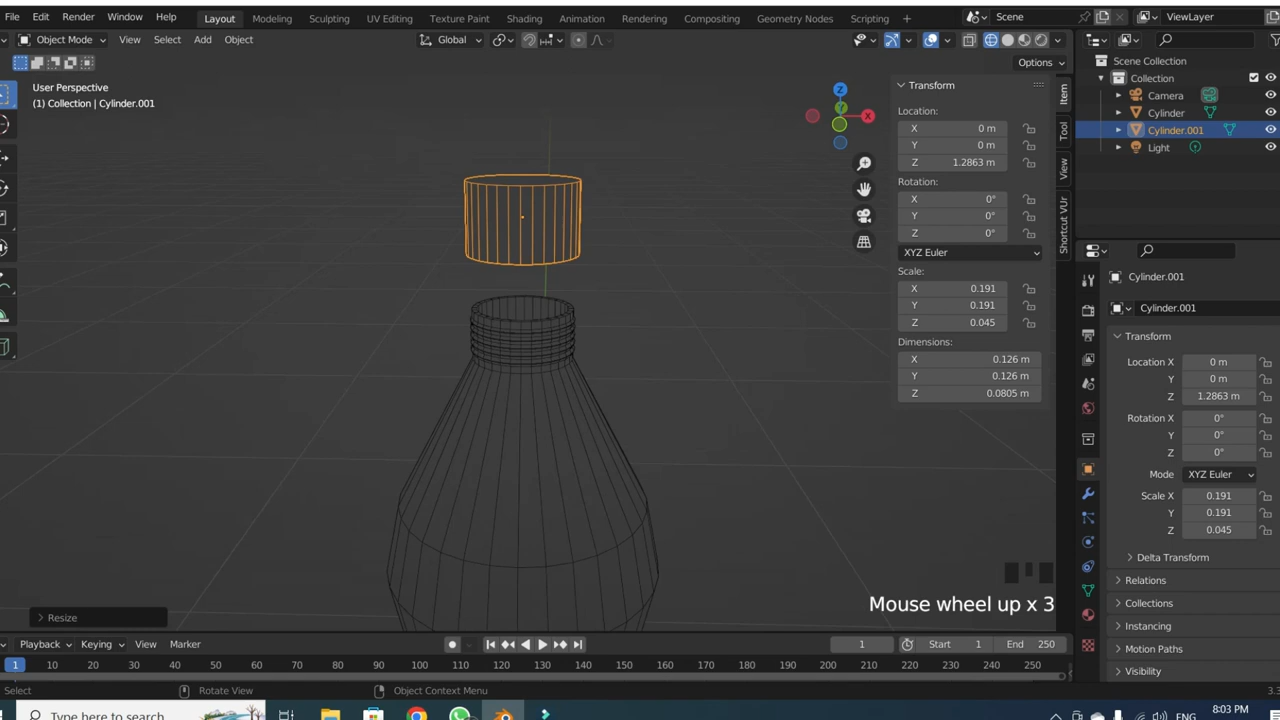 File Edit Render Window Help Layout Modeling Sculpting UV Editing Texture Paint Shading Animation Rendering Compositing Geometry Nodes Scripting + Scene ViewLayer
Object Mode View Select Add Object Global
Options
User Perspective
(1) Collection | Cylinder.001
Transform
Location:
X 0 m
Y 0 m
Z 1.2863 m
Rotation:
X 0°
Y 0°
Z 0°
XYZ Euler
Scale:
X 0.191
Y 0.191
Z 0.045
Dimensions:
X 0.126 m
Y 0.126 m
Z 0.0805 m
Z
Y
X
Item
Tool
View
Shortcut VUr
Scene Collection
Collection
Camera
Cylinder
Cylinder.001
Light
Cylinder.001
Cylinder.001
Transform
Location X 0 m
Y 0 m
Z 1.2863 m
Rotation X 0°
Y 0°
Z 0°
Mode XYZ Euler
Scale X 0.191
Y 0.191
Z 0.045
Delta Transform
Relations
Collections
Instancing
Motion Paths
Visibility
Mouse wheel up x 3
Resize
Playback Keying View Marker 1 Start 1 End 250
1 10 20 30 40 50 60 70 80 90 100 110 120 130 140 150 160 170 180 190 200 210 220 230 240 250
Select Rotate View Object Context Menu 3.3
Type here to search 8:03 PM